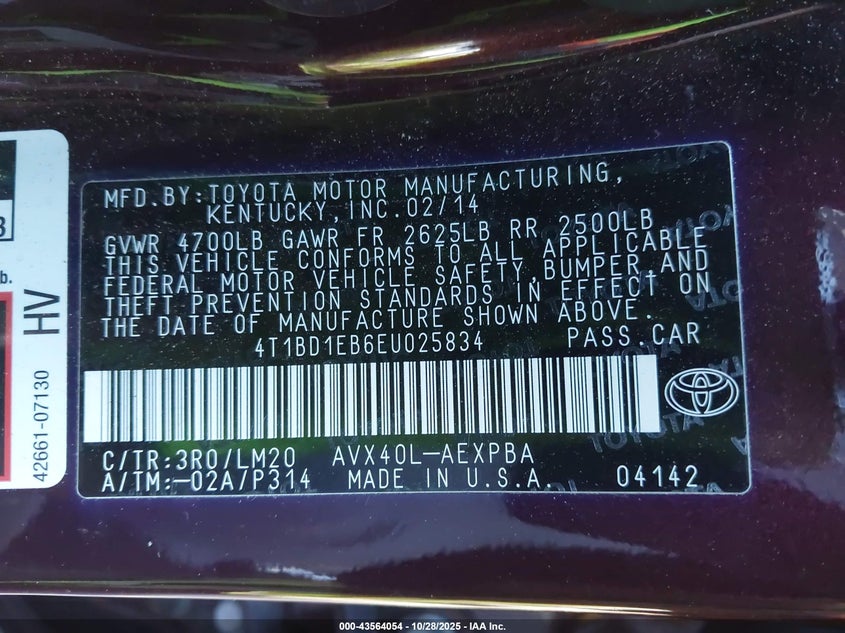 MFD.BY:TOYOTA MOTOR MANUFACTURING,
KENTUCKY,INC.02/14
GVWR 4700LB GAWR FR 2625LB RR 2500LB
THIS VEHICLE CONFORMS TO ALL APPLICABLE
FEDERAL MOTOR VEHICLE SAFETY,BUMPER,AND
THEFT PREVENTION STANDARDS IN EFFECT ON
THE DATE OF MANUFACTURE SHOWN ABOVE.
4T1BD1EB6EU025834 PASS.CAR
C/TR:3R0/LM20 AVX40L-AEXPBA
A/TM:-02A/P314 MADE IN U.S.A. 04142
HV
42661-07130
b.
TOYOTA
000-43564054 - 10/28/2025 - IAA Inc.